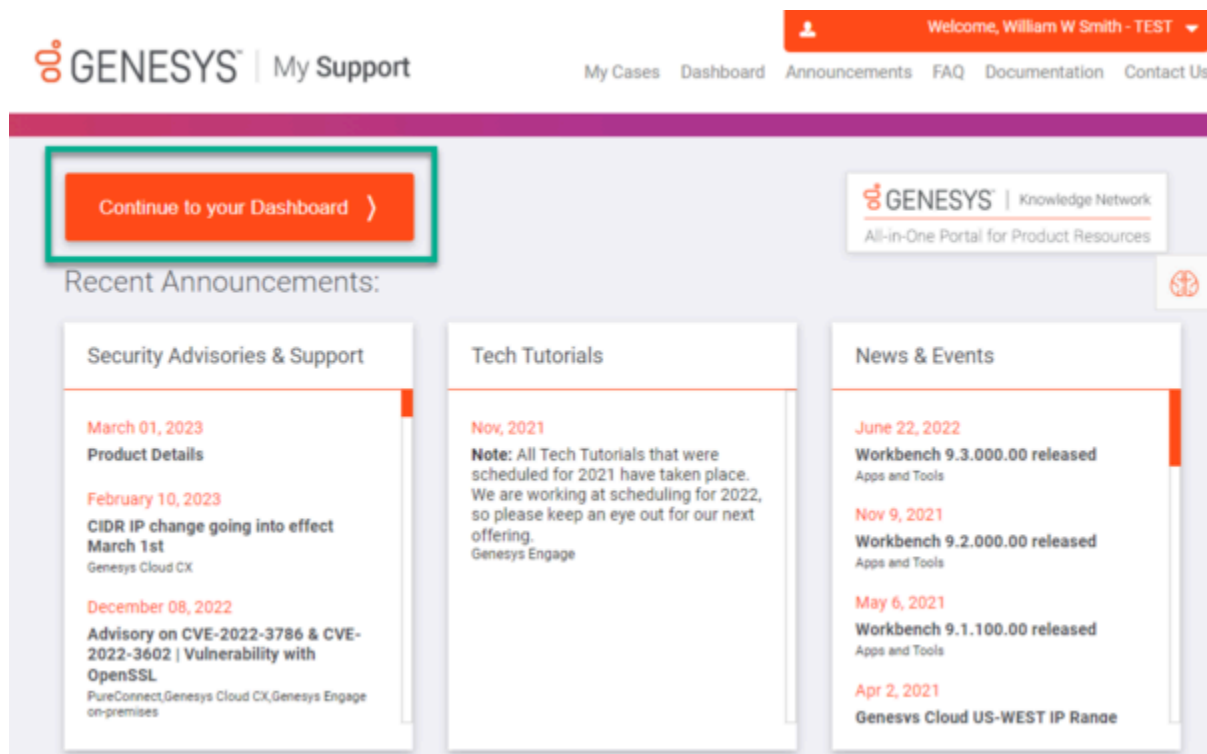 Welcome, William W Smith - TEST
GENESYS™ | My Support
My Cases Dashboard Announcements FAQ Documentation Contact Us
Continue to your Dashboard ⟩
GENESYS™ | Knowledge Network
All-in-One Portal for Product Resources
Recent Announcements:
Security Advisories & Support
March 01, 2023
Product Details
February 10, 2023
CIDR IP change going into effect
March 1st
Genesys Cloud CX
December 08, 2022
Advisory on CVE-2022-3786 & CVE-
2022-3602 | Vulnerability with
OpenSSL
PureConnect,Genesys Cloud CX,Genesys Engage
on-premises
Tech Tutorials
Nov, 2021
Note: All Tech Tutorials that were
scheduled for 2021 have taken place.
We are working at scheduling for 2022,
so please keep an eye out for our next
offering.
Genesys Engage
News & Events
June 22, 2022
Workbench 9.3.000.00 released
Apps and Tools
Nov 9, 2021
Workbench 9.2.000.00 released
Apps and Tools
May 6, 2021
Workbench 9.1.100.00 released
Apps and Tools
Apr 2, 2021
Genesys Cloud US-WEST IP Range